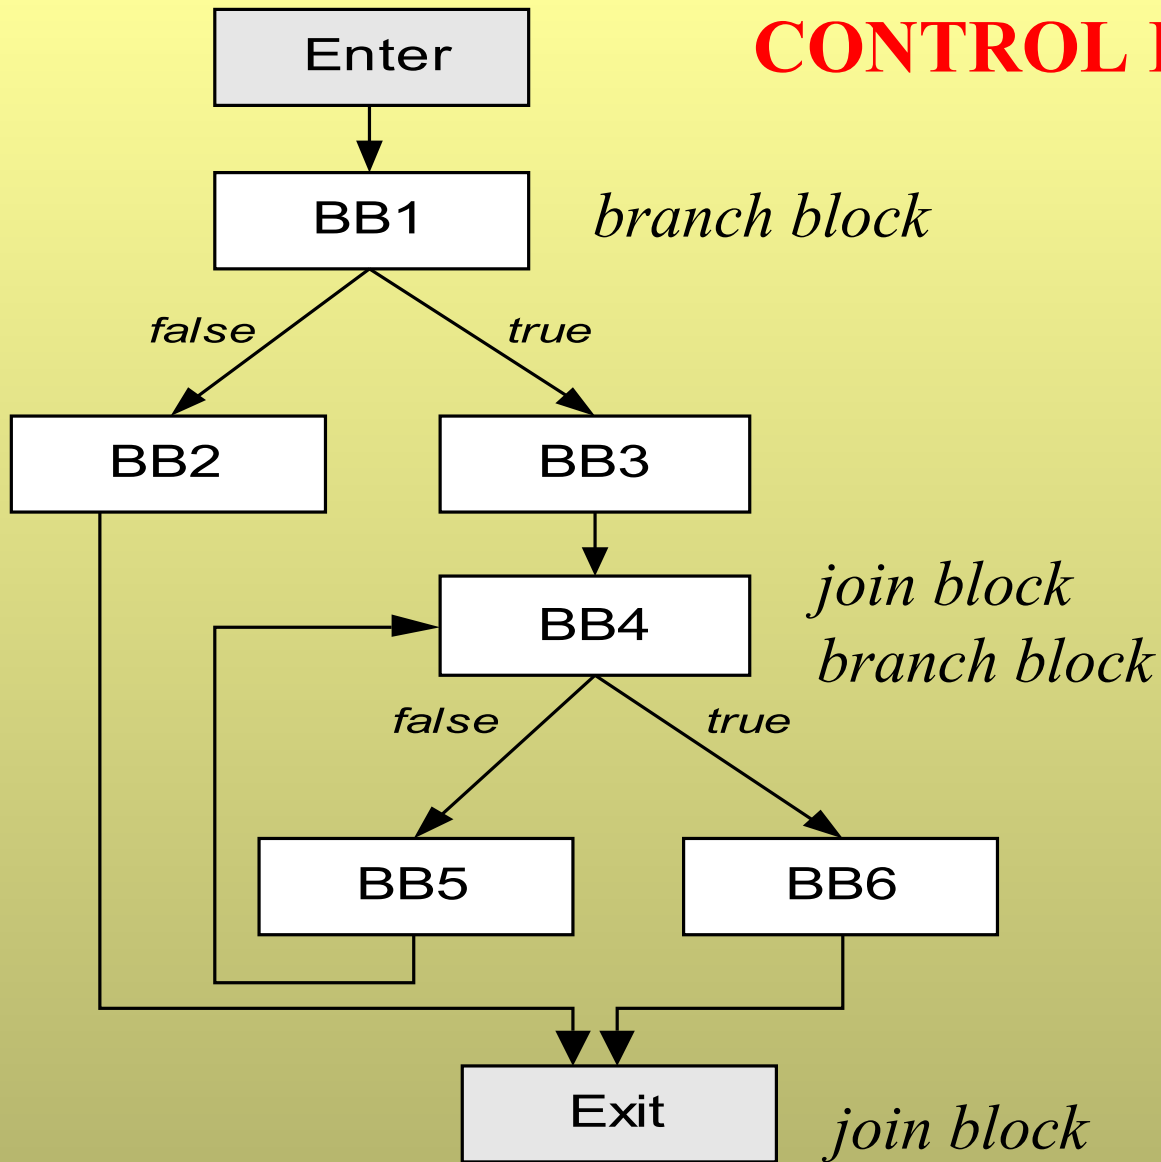 Enter
CONTROL
BB1
branch block
false
true
BB2
BB3
join block
BB4
branch block
false
true
BB5
BB6
Exit
join block